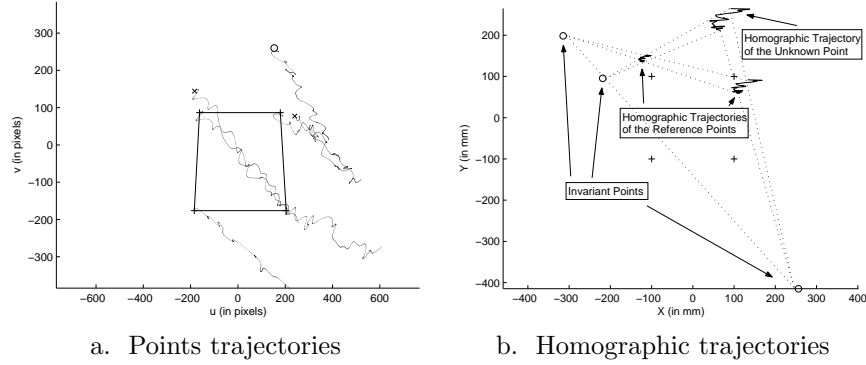 300
200
100
0
−100
−200
−300
−600
−400
−200
0
200
400
600
u (in pixels)
v (in pixels)
a. Points trajectories
200
100
0
−100
−200
−300
−400
−400
−300
−200
−100
0
100
200
300
400
X (in mm)
Y (in mm)
Homographic Trajectory
of the Unknown Point
Homographic Trajectories
of the Reference Points
Invariant Points
b. Homographic trajectories